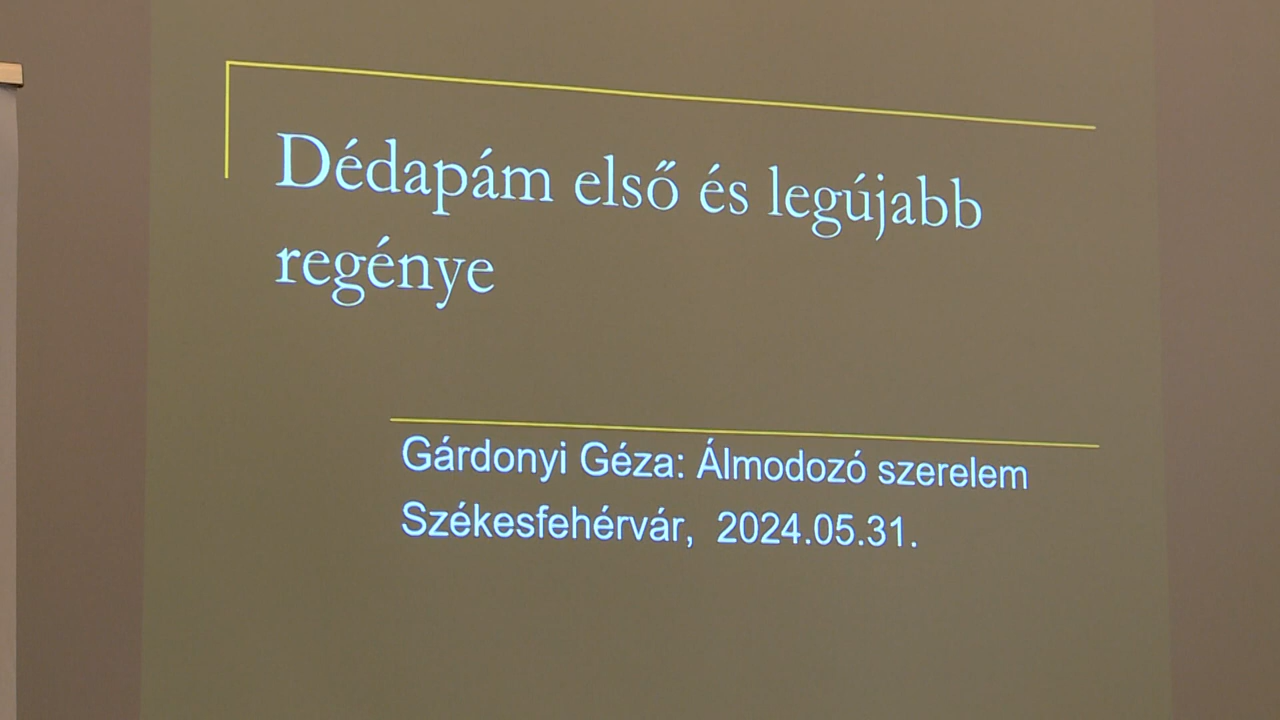 Dédapám első és legújabb
regénye
Gárdonyi Géza: Álmodozó szerelem
Székesfehérvár, 2024.05.31.